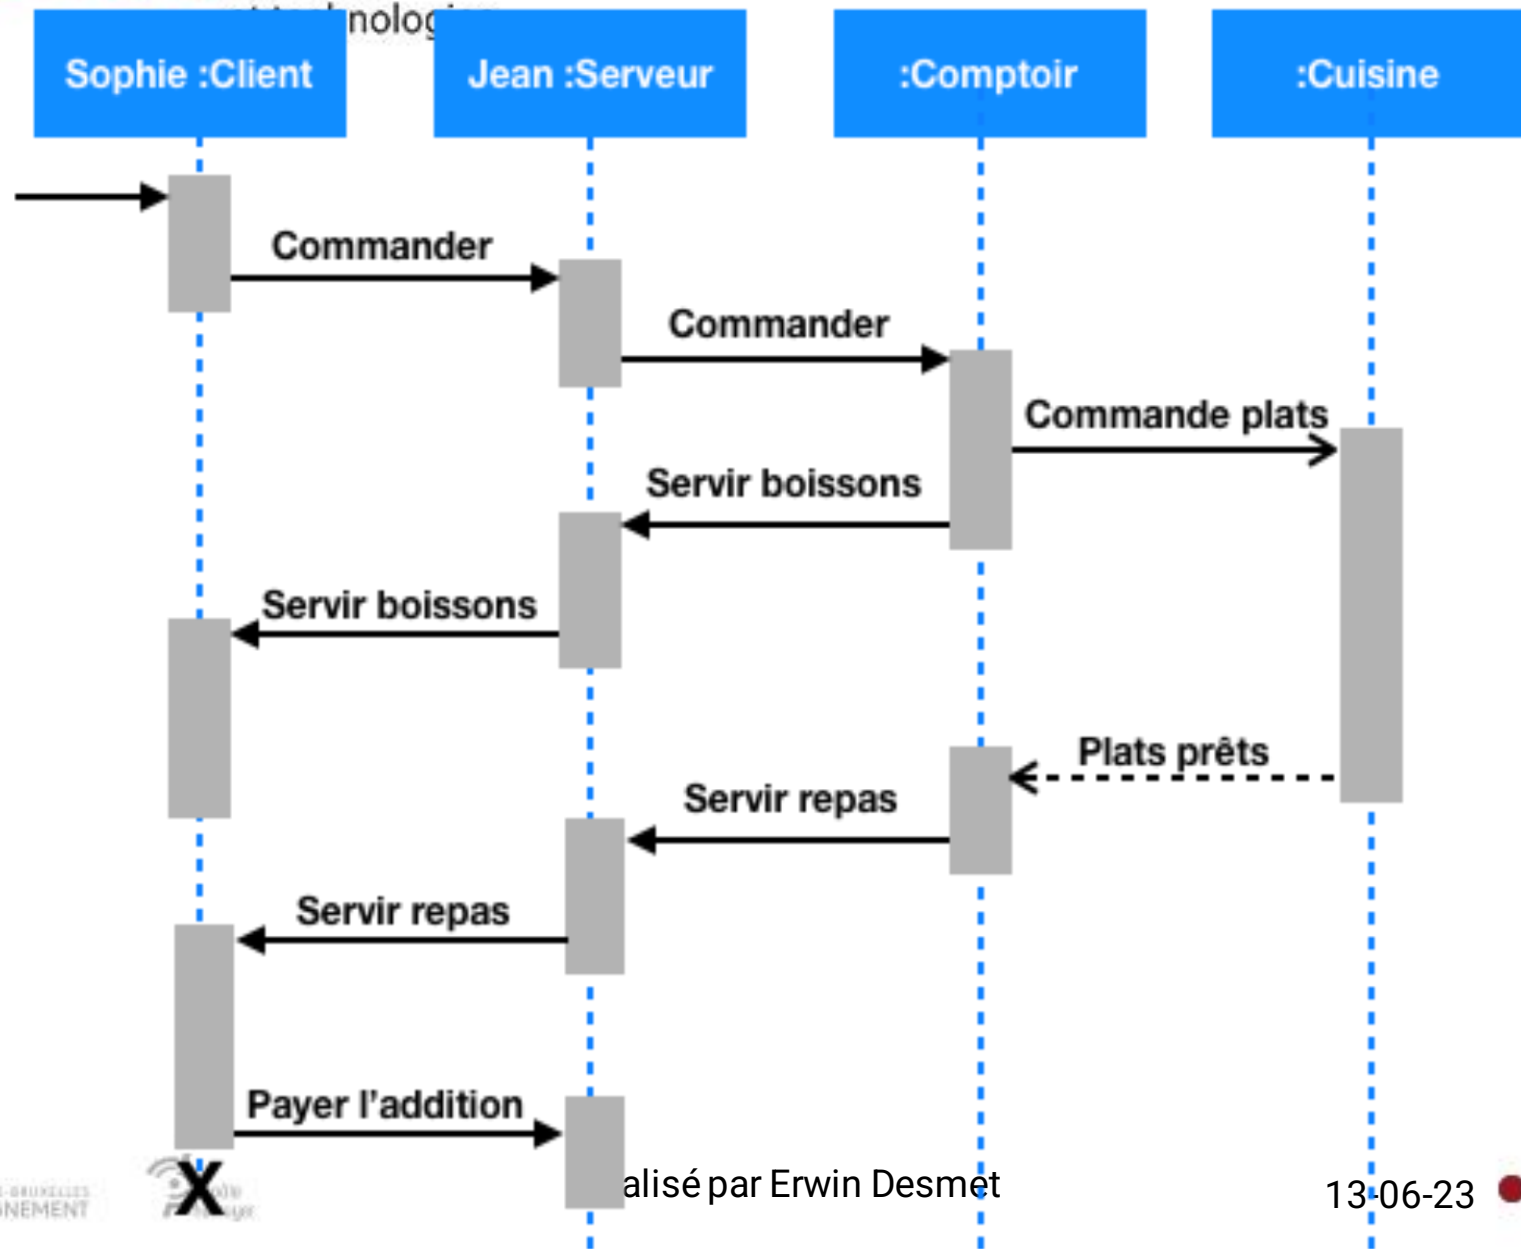 Sophie :Client
Jean :Serveur
:Comptoir
:Cuisine
Commander
Commander
Commande plats
Servir boissons
Servir boissons
Plats prêts
Servir repas
Servir repas
Payer l'addition
X
alisé par Erwin Desmet
13-06-23